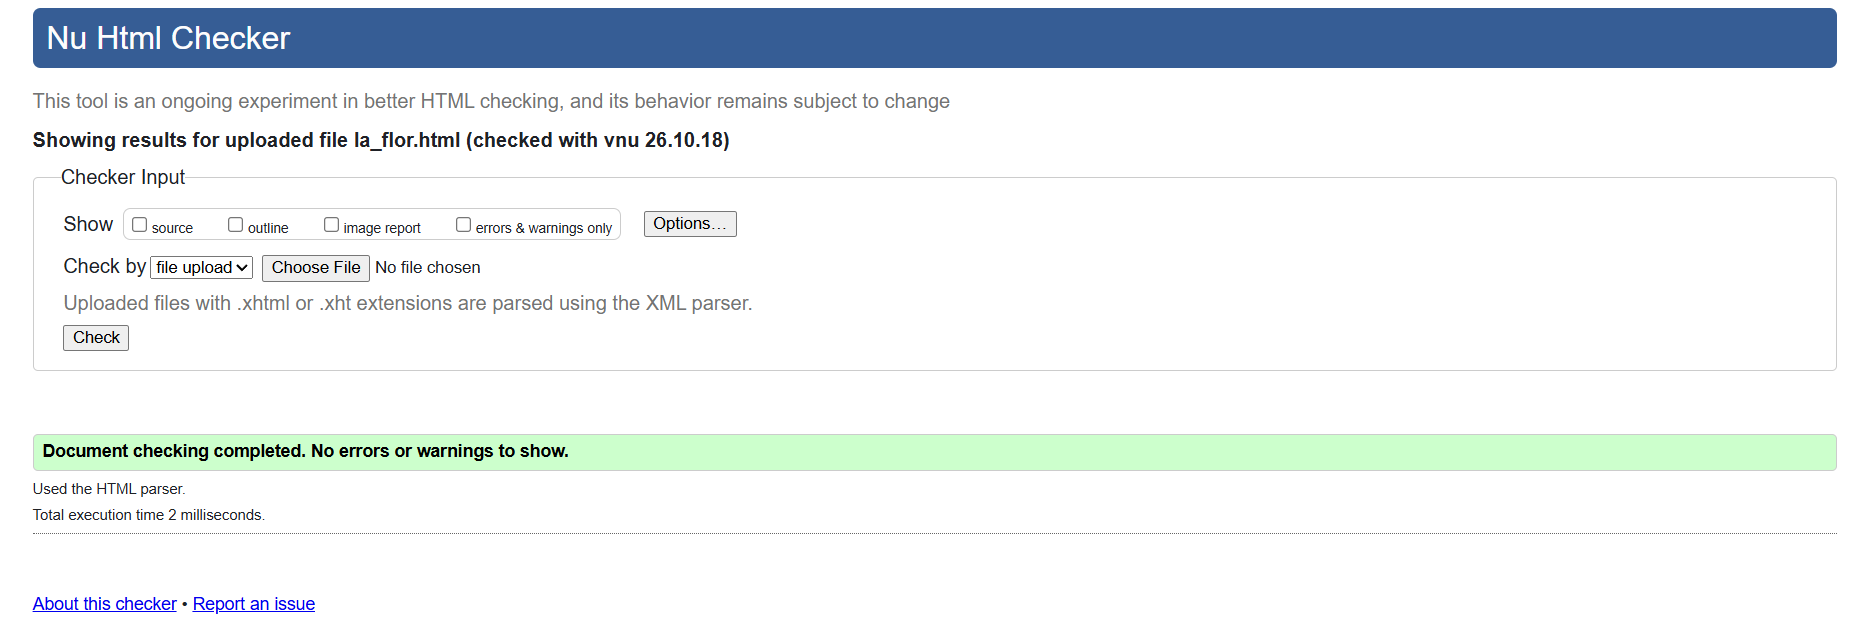 Nu Html Checker
This tool is an ongoing experiment in better HTML checking, and its behavior remains subject to change
Showing results for uploaded file la_flor.html (checked with vnu 26.10.18)
Checker Input
Show source outline image report errors & warnings only Options...
Check by file upload Choose File No file chosen
Uploaded files with .xhtml or .xht extensions are parsed using the XML parser.
Check
Document checking completed. No errors or warnings to show.
Used the HTML parser.
Total execution time 2 milliseconds.
About this checker • Report an issue